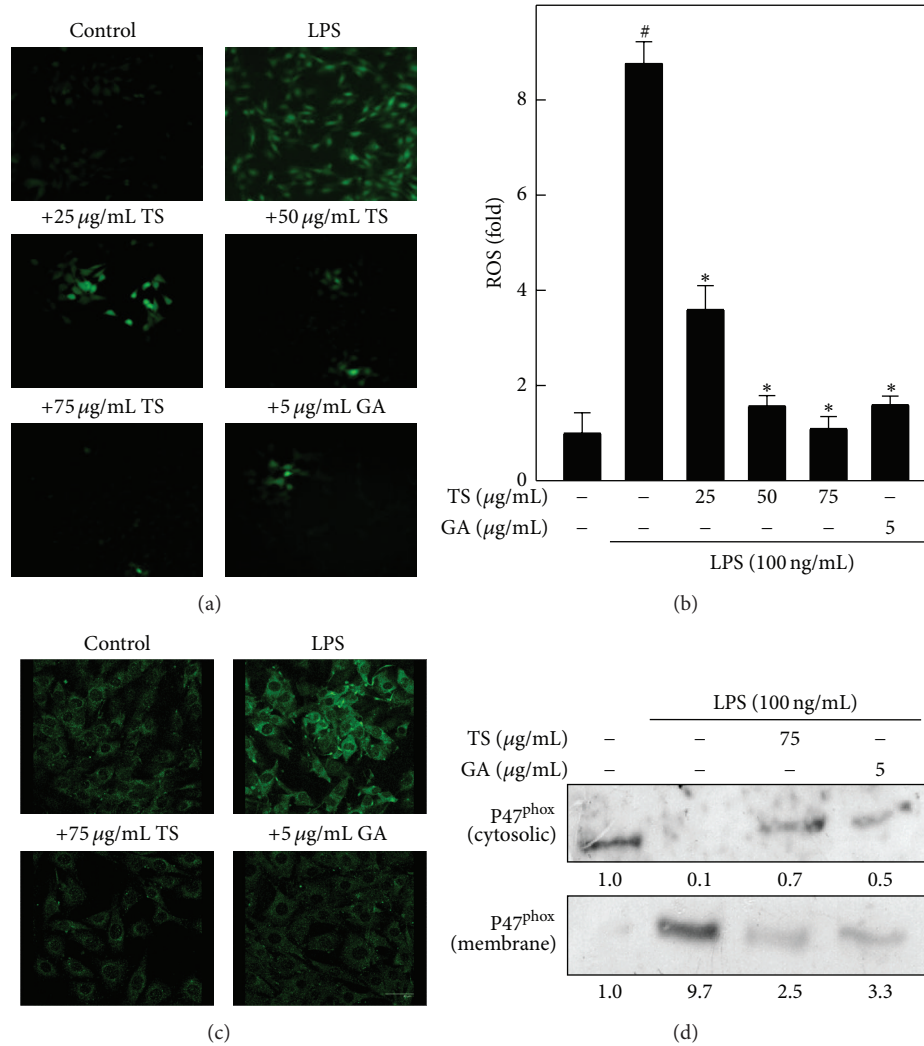 Control LPS
+25 μg/mL TS +50 μg/mL TS
+75 μg/mL TS +5 μg/mL GA
(a)
ROS (fold)
8
6
4
2
0
#
*
*
*
*
TS (μg/mL) – – 25 50 75 –
GA (μg/mL) – – – – – 5
LPS (100 ng/mL)
(b)
Control LPS
+75 μg/mL TS +5 μg/mL GA
(c)
LPS (100 ng/mL)
TS (μg/mL) – – 75 –
GA (μg/mL) – – – 5
P47phox
(cytosolic)
1.0 0.1 0.7 0.5
P47phox
(membrane)
1.0 9.7 2.5 3.3
(d)